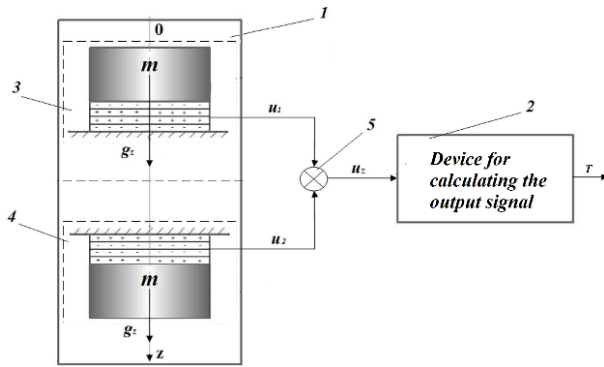 0
1
m
3
u₁
g_z
5
2
u_Σ
Device for
calculating the
output signal
T
4
u₂
m
g_z
z